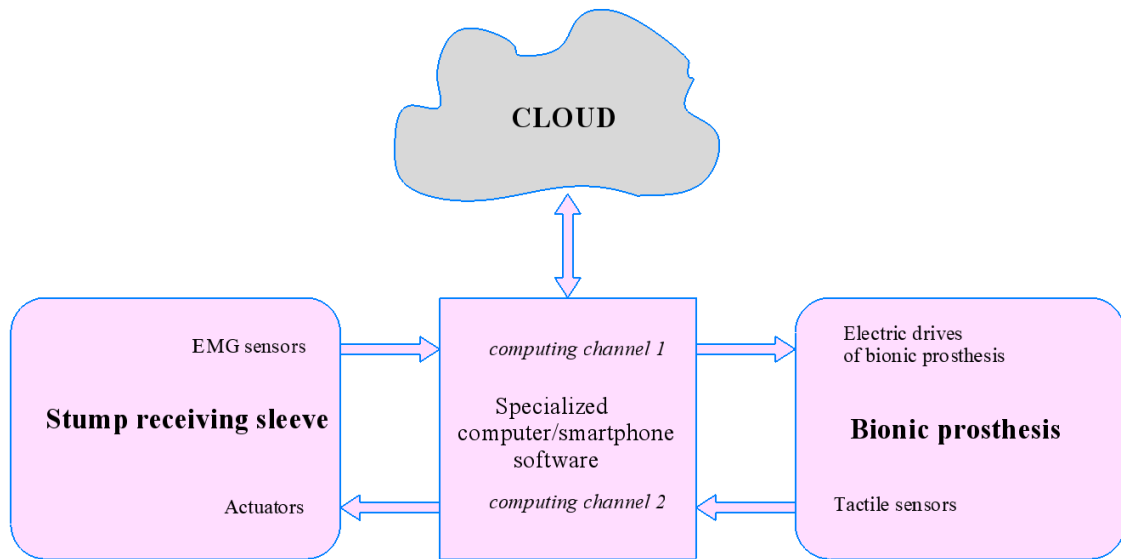 CLOUD
EMG sensors
Stump receiving sleeve
Actuators
computing channel 1
Specialized
computer/smartphone
software
computing channel 2
Electric drives
of bionic prosthesis
Bionic prosthesis
Tactile sensors